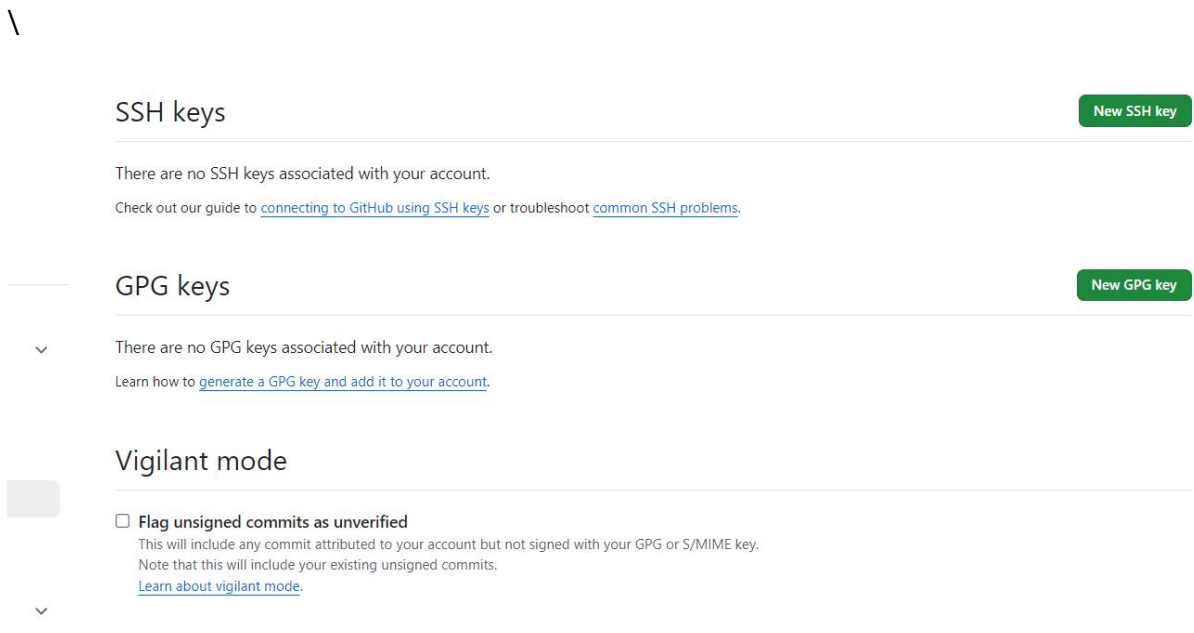 \
SSH keys
New SSH key
There are no SSH keys associated with your account.
Check out our guide to connecting to GitHub using SSH keys or troubleshoot common SSH problems.
GPG keys
New GPG key
There are no GPG keys associated with your account.
Learn how to generate a GPG key and add it to your account.
Vigilant mode
Flag unsigned commits as unverified
This will include any commit attributed to your account but not signed with your GPG or S/MIME key.
Note that this will include your existing unsigned commits.
Learn about vigilant mode.